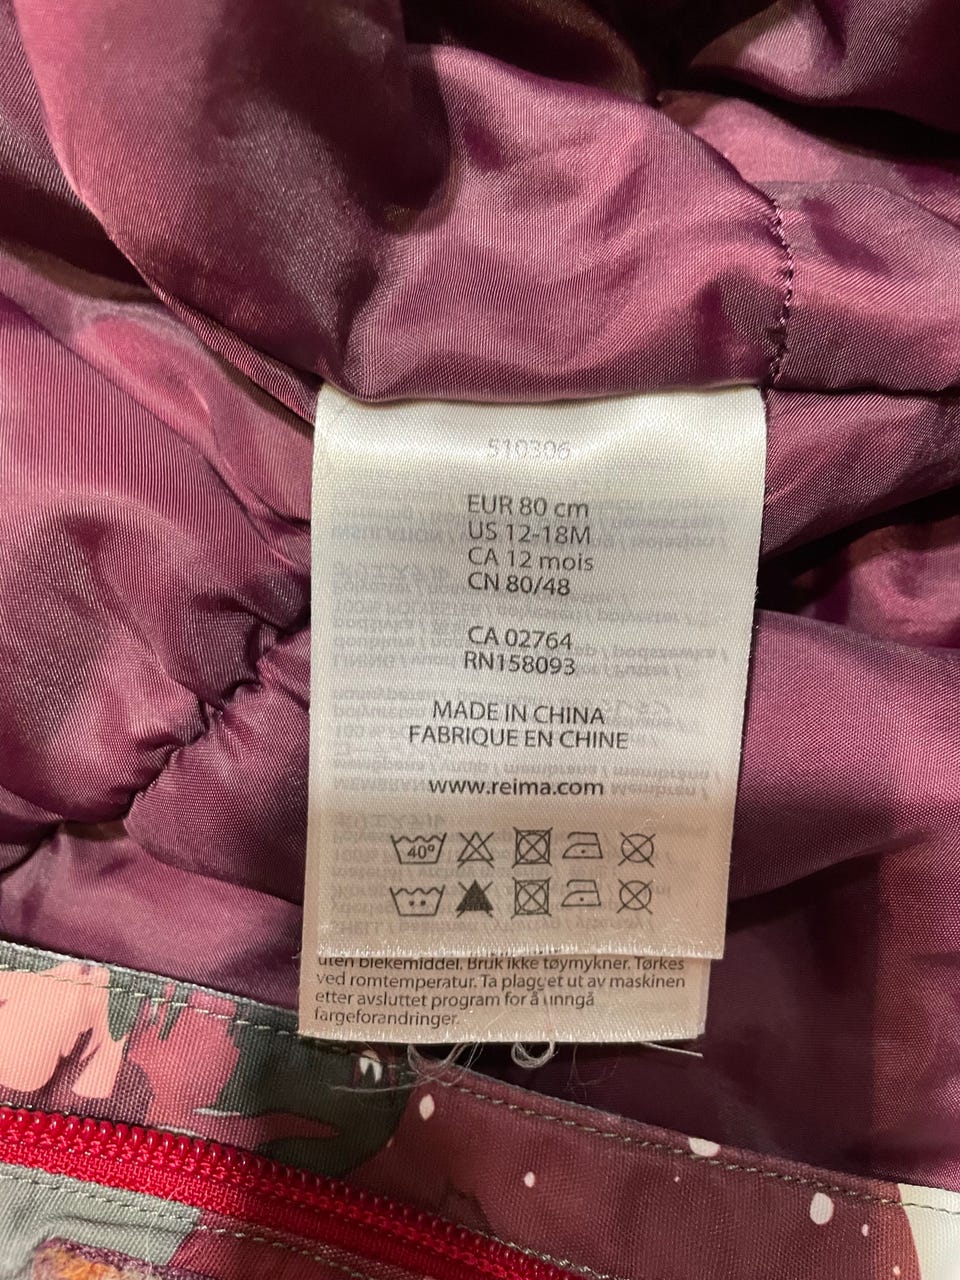 510306
EUR 80 cm
US 12-18M
CA 12 mois
CN 80/48
CA 02764
RN158093
MADE IN CHINA
FABRIQUE EN CHINE
www.reima.com
40°
uten blekemiddel. Bruk ikke tøymykner. Tørkes
ved romtemperatur. Ta plagget ut av maskinen
etter avsluttet program for å unngå
fargeforandringer.